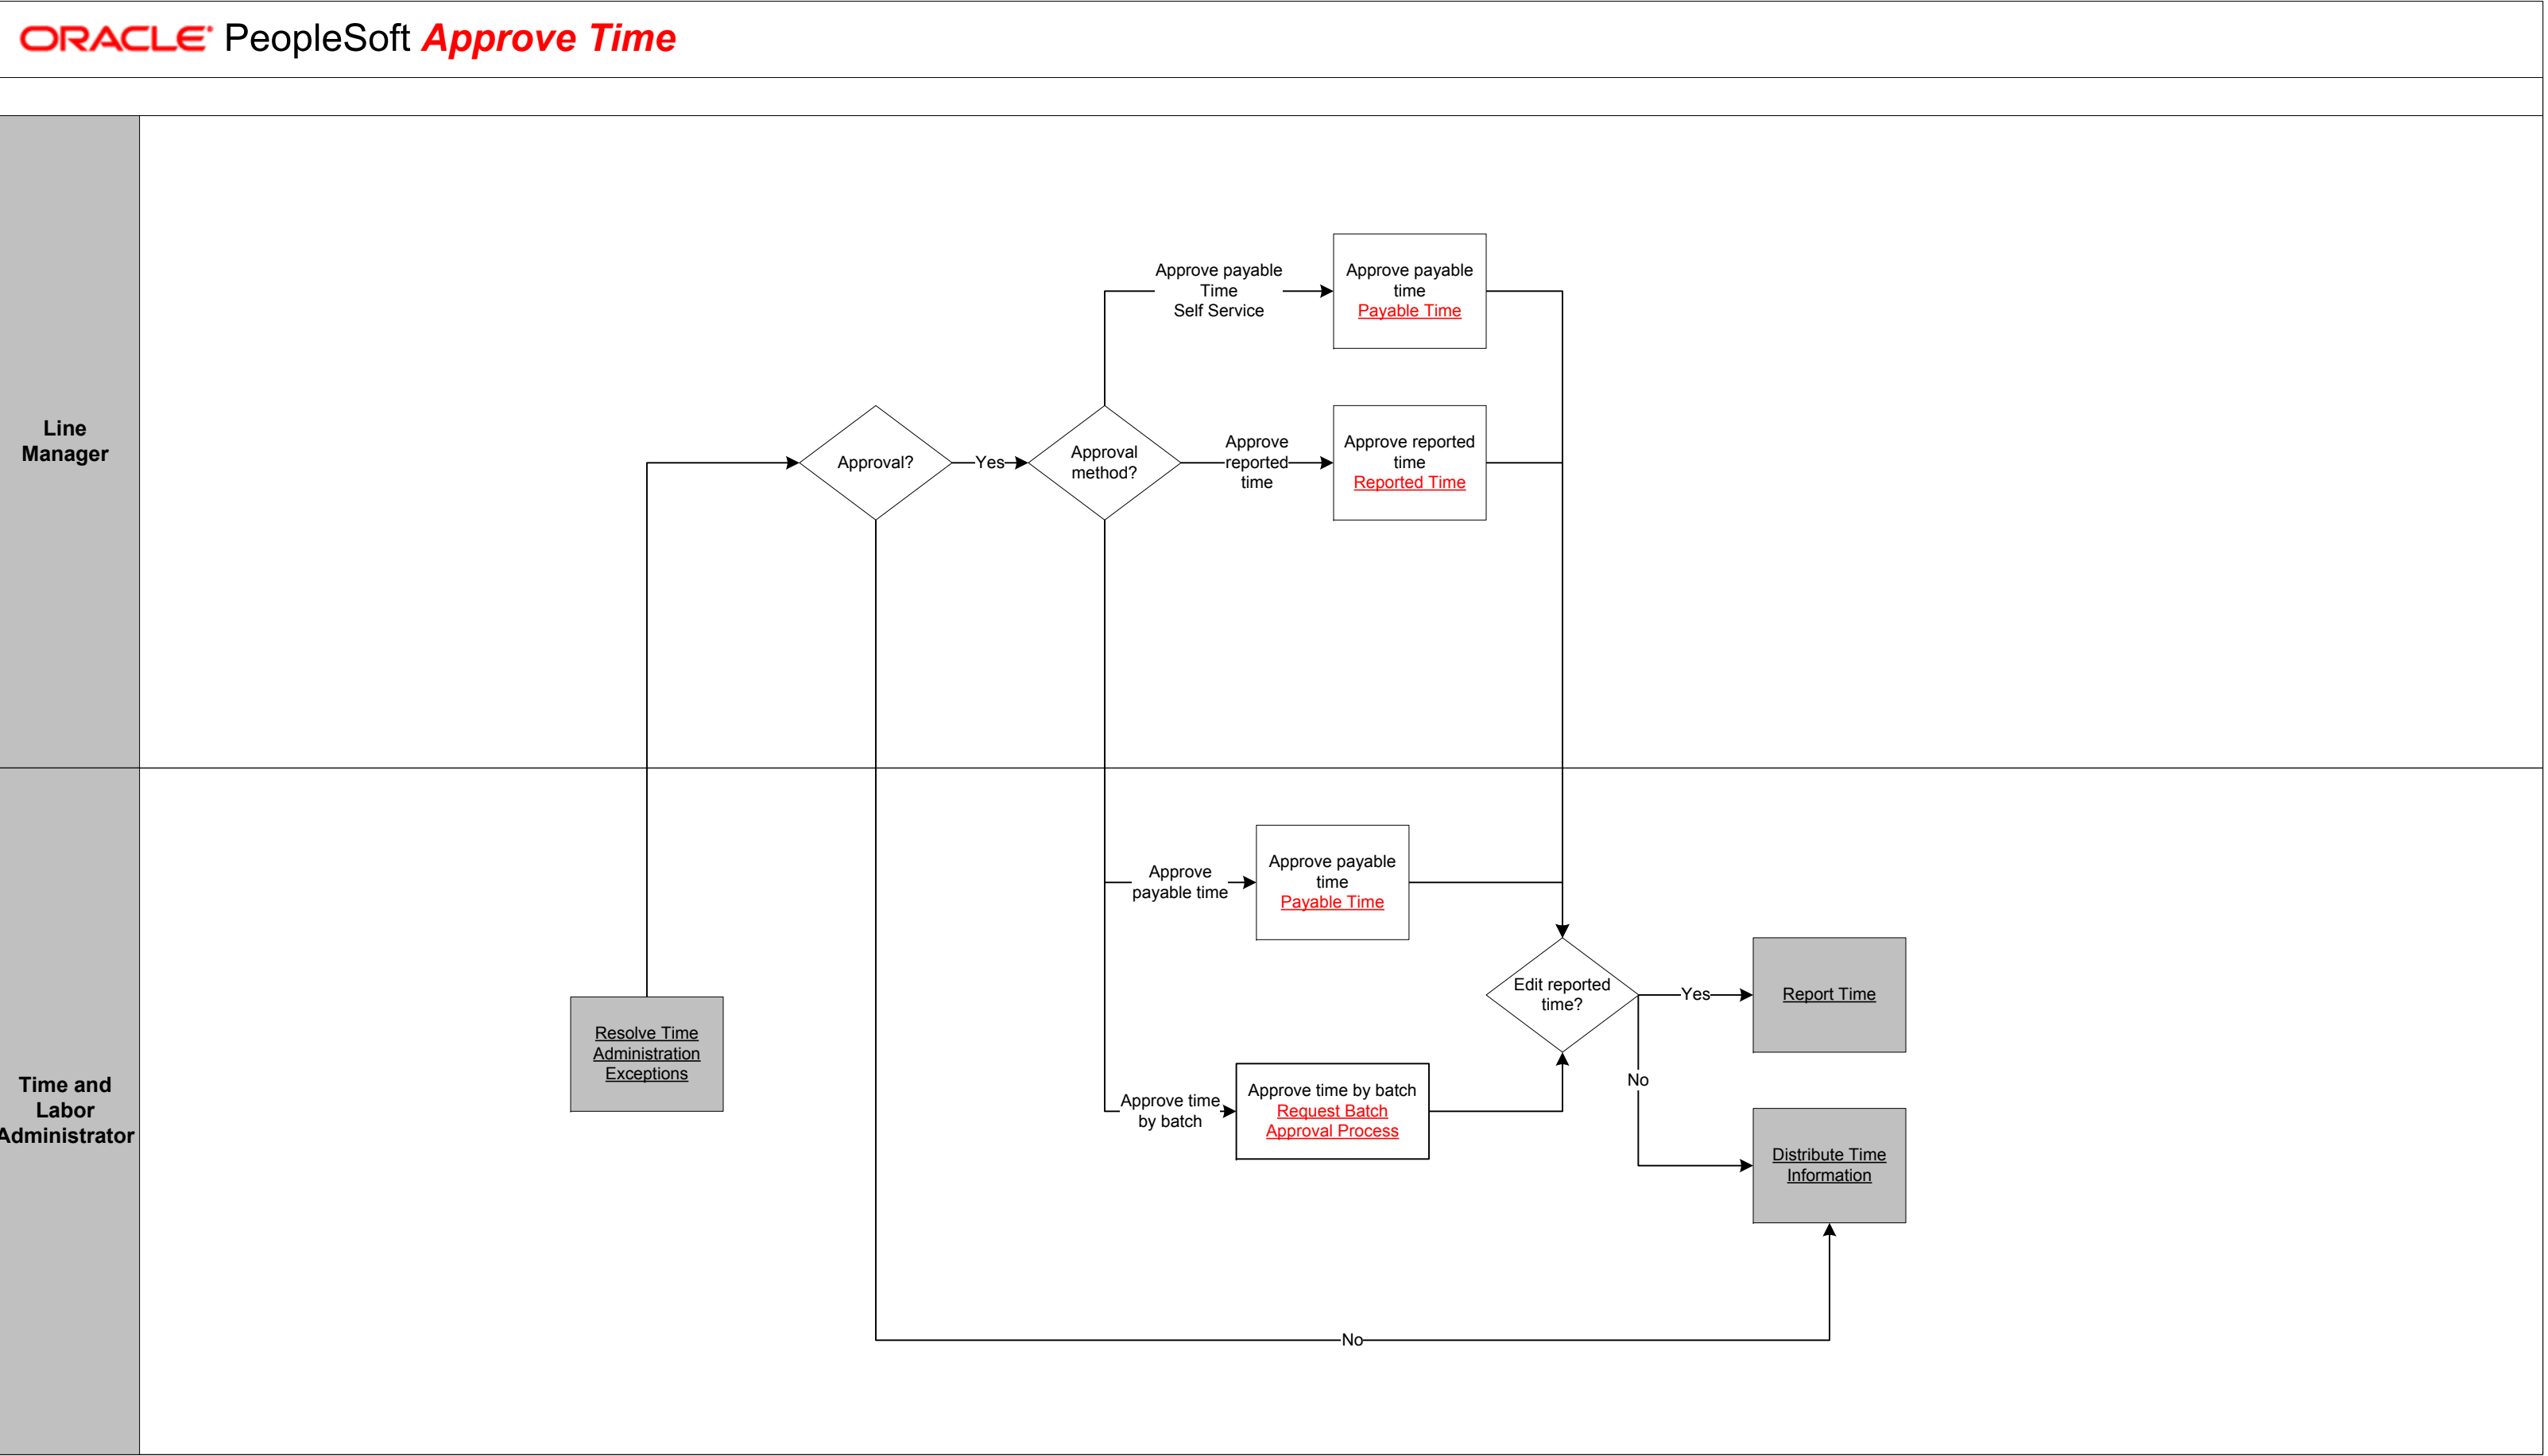 ORACLE PeopleSoft Approve Time
Line
Manager
Approve payable
Time
Self Service
Approve payable
time
Payable Time
Approval?
Yes
Approval
method?
Approve
reported
time
Approve reported
time
Reported Time
Time and
Labor
Administrator
Resolve Time
Administration
Exceptions
Approve
payable time
Approve payable
time
Payable Time
Approve time
by batch
Approve time by batch
Request Batch
Approval Process
Edit reported
time?
Yes
Report Time
No
Distribute Time
Information
No